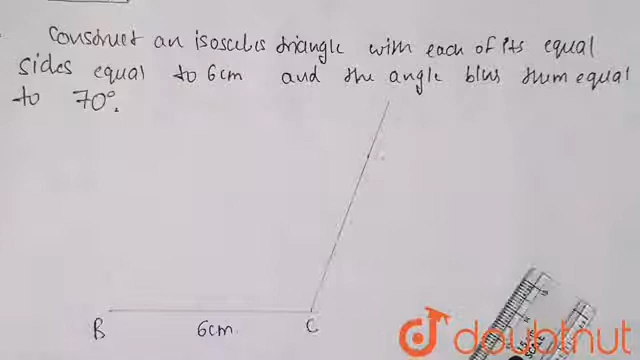 Construct an isosceles triangle with each of its equal
sides equal to 6cm and the angle b/w them equal
to 70°.
B 6cm C
doubtnut